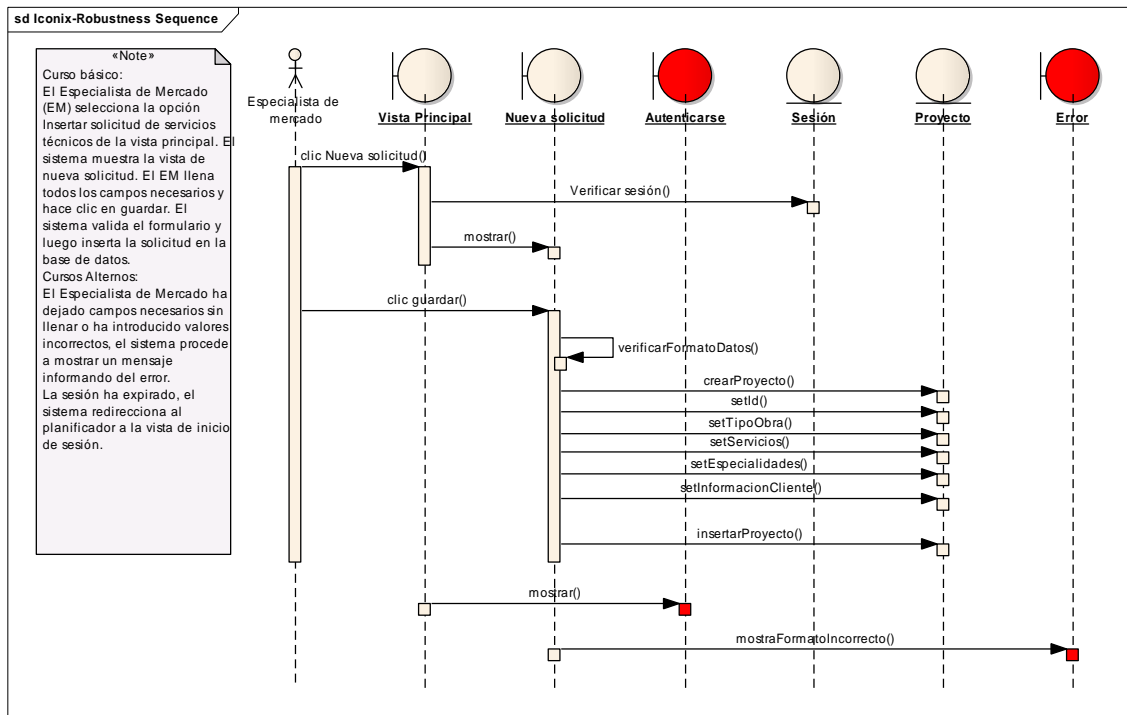 sd Iconix-Robustness Sequence
«Note»
Curso básico:
El Especialista de Mercado
(EM) selecciona la opción
Insertar solicitud de servicios
técnicos de la vista principal. El
sistema muestra la vista de
nueva solicitud. El EM llena
todos los campos necesarios y
hace clic en guardar. El
sistema valida el formulario y
luego inserta la solicitud en la
base de datos.
Cursos Alternos:
El Especialista de Mercado ha
dejado campos necesarios sin
llenar o ha introducido valores
incorrectos, el sistema procede
a mostrar un mensaje
informando del error.
La sesión ha expirado, el
sistema redirecciona al
planificador a la vista de inicio
de sesión.
Especialista de
mercado
Vista Principal
Nueva solicitud
Autenticarse
Sesión
Proyecto
Error
clic Nueva solicitud()
Verificar sesión()
mostrar()
clic guardar()
verificarFormatoDatos()
crearProyecto()
setId()
setTipoObra()
setServicios()
setEspecialidades()
setInformacionCliente()
insertarProyecto()
mostrar()
mostraFormatoIncorrecto()